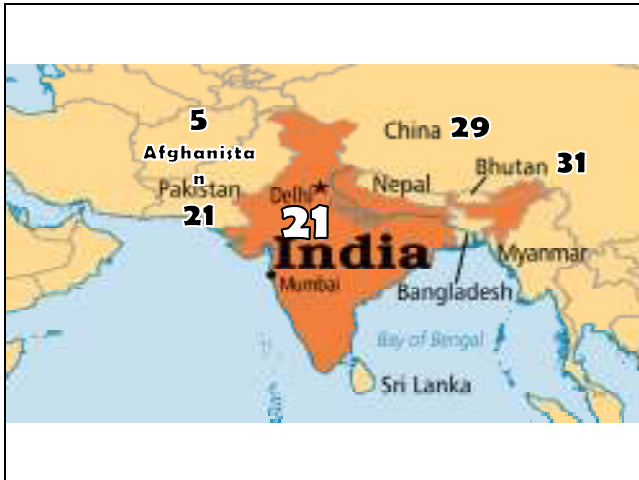 5
Afghanista
n
China 29
Bhutan 31
Pakistan
21
Delhi
Nepal
21
India
Mumbai
Myanmar
Bangladesh
Bay of Bengal
Sri Lanka